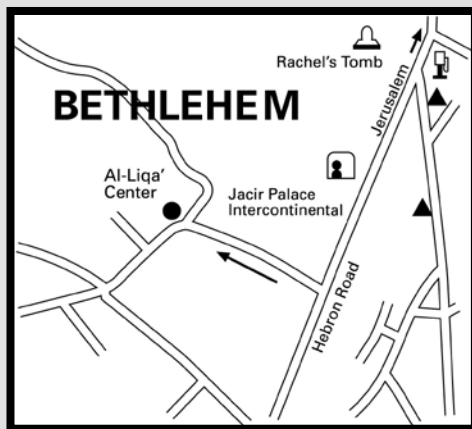 Rachel's Tomb
Jerusalem
BETHLEHEM
Al-Liqa'
Center
Jacir Palace
Intercontinental
Hebron Road